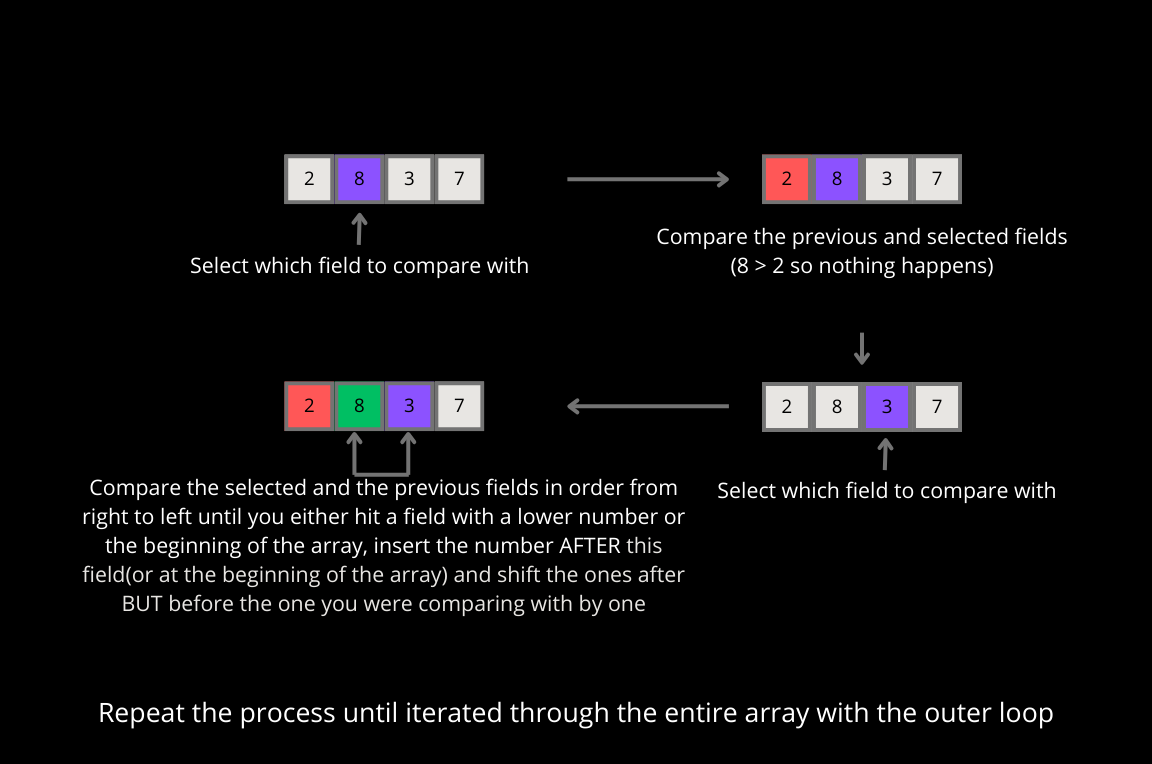 2 8 3 7
Select which field to compare with
2 8 3 7
Compare the previous and selected fields
(8 > 2 so nothing happens)
2 8 3 7
Select which field to compare with
2 8 3 7
Compare the selected and the previous fields in order from
right to left until you either hit a field with a lower number or
the beginning of the array, insert the number AFTER this
field(or at the beginning of the array) and shift the ones after
BUT before the one you were comparing with by one
Repeat the process until iterated through the entire array with the outer loop